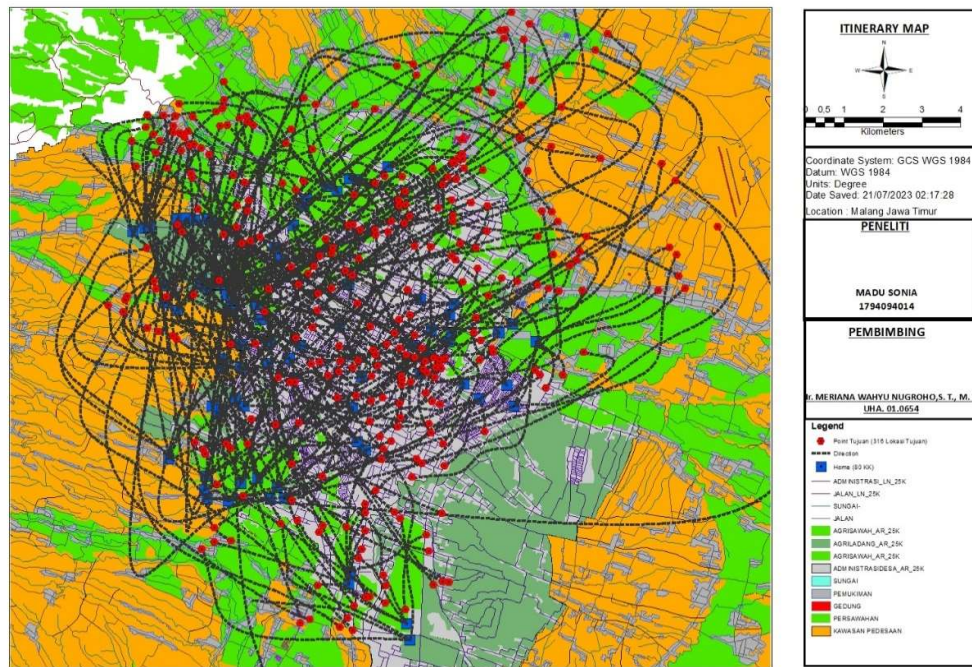 ITINERARY MAP
N
W E
S
0 0,5 1 2 3 4
Kilometers
Coordinate System: GCS WGS 1984
Datum: WGS 1984
Units: Degree
Date Saved: 21/07/2023 02:17:28
Location : Malang Jawa Timur
PENELITI
MADU SONIA
1794094014
PEMBIMBING
Ir. MERIANA WAHYU NUGROHO,S. T., M.
UHA. 01.0654
Legend
Point Tujuan (316 Lokasi Tujuan)
Direction
Home (80 KK)
ADMINISTRASI_LN_25K
JALAN_LN_25K
SUNGAI-
JALAN
AGRISAWAH_AR_25K
AGRILADANG_AR_25K
AGRISAWAH_AR_25K
ADMINISTRASIDESA_AR_25K
SUNGAI
PEMUKIMAN
GEDUNG
PERSAWAHAN
KAWASAN PEDESAAN